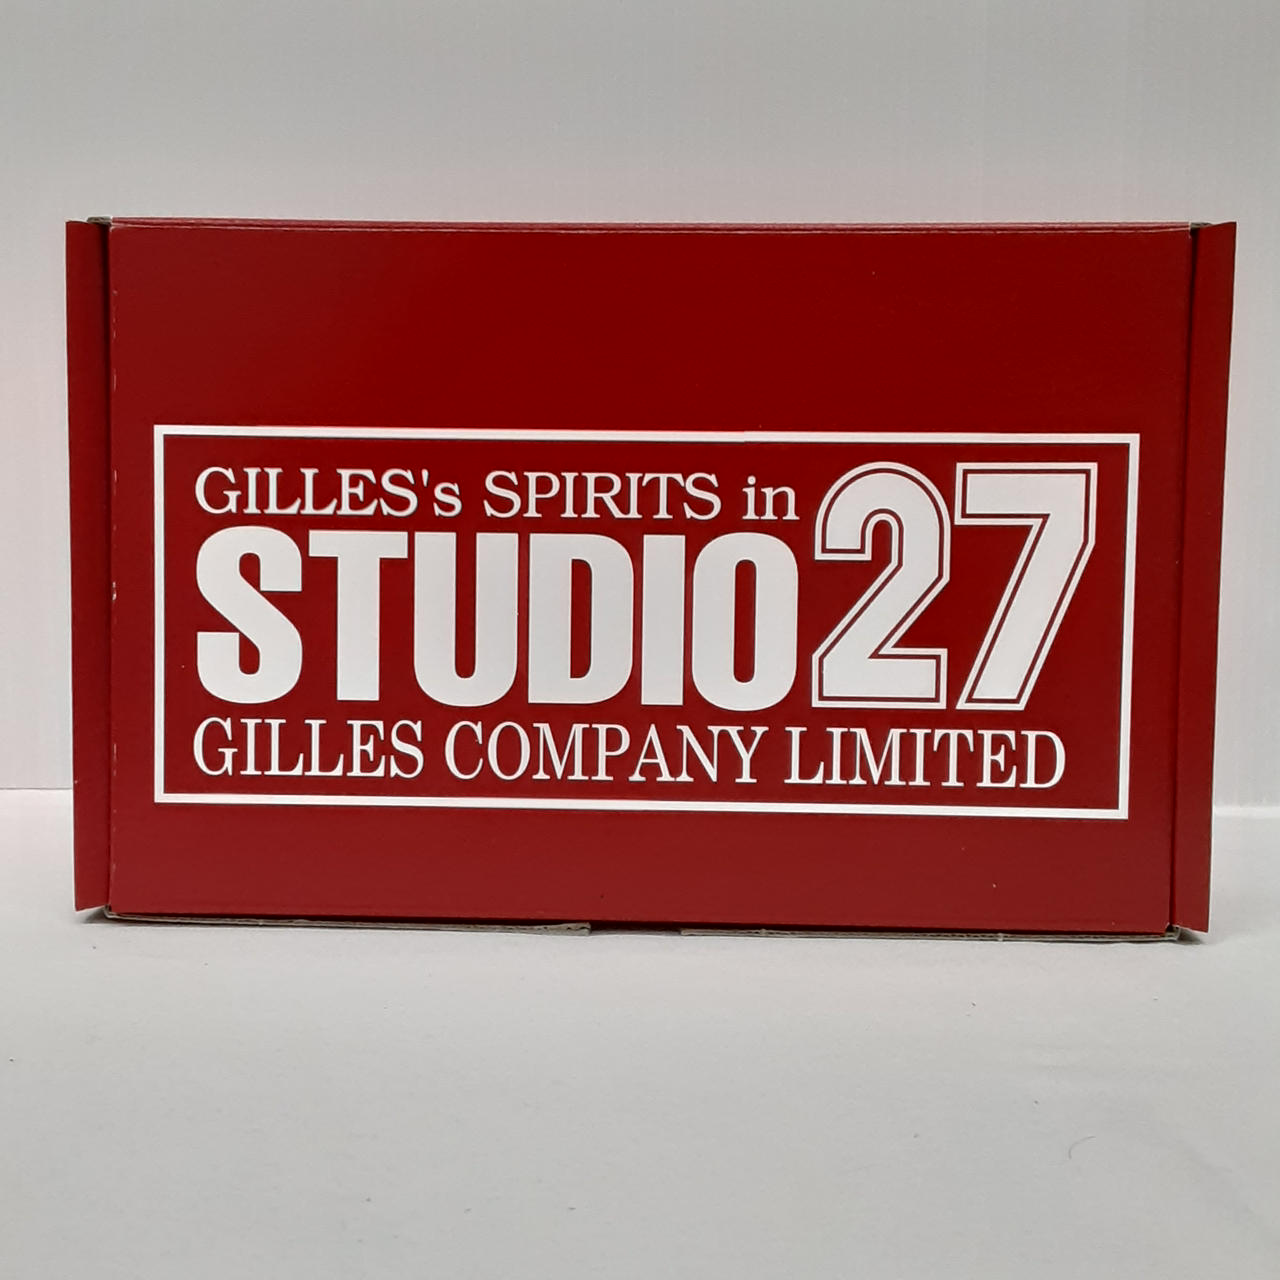 GILLES's SPIRITS in
STUDIO27
GILLES COMPANY LIMITED